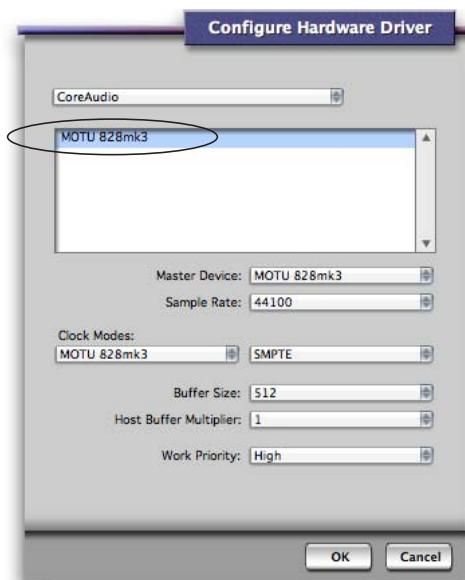 Configure Hardware Driver
CoreAudio
MOTU 828mk3
Master Device: MOTU 828mk3
Sample Rate: 44100
Clock Modes:
MOTU 828mk3 SMPTE
Buffer Size: 512
Host Buffer Multiplier: 1
Work Priority: High
OK Cancel